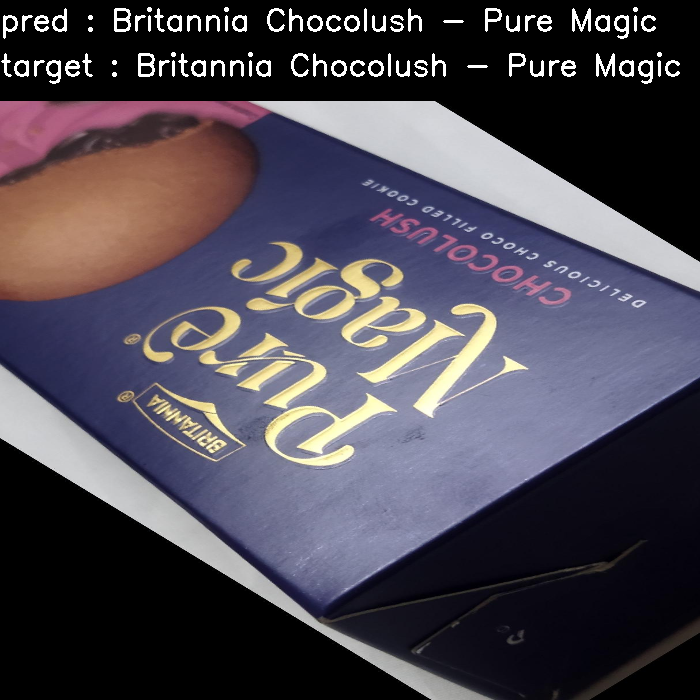 pred : Britannia Chocolush - Pure Magic
target : Britannia Chocolush - Pure Magic
BRITANNIA®
Pure®
Magic
CHOCOLUSH
DELICIOUS CHOCO FILLED COOKIE